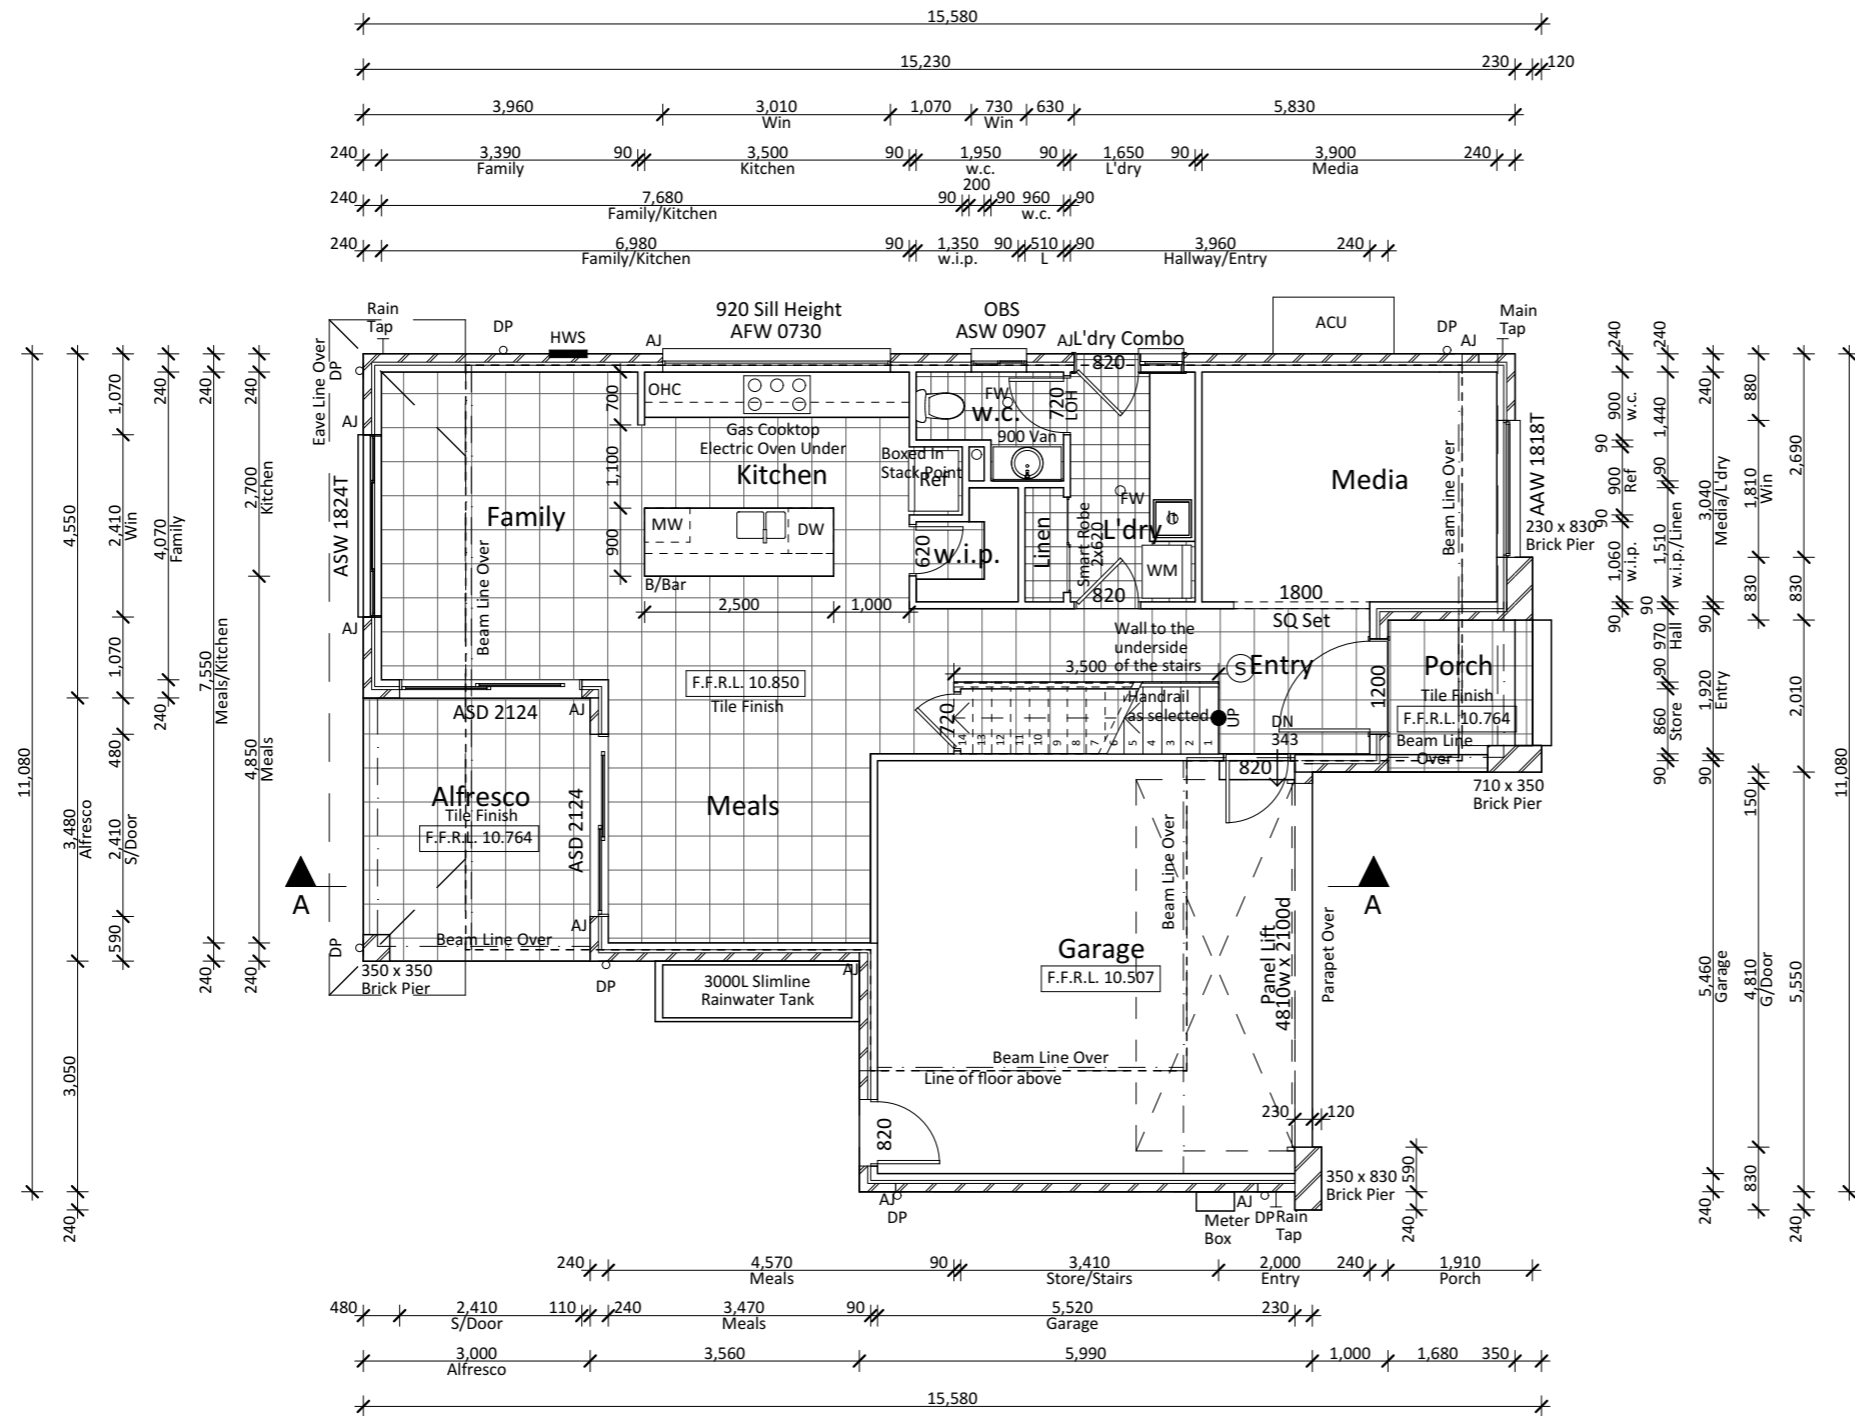 15,580
15,230 230 120
3,960 3,010 1,070 730 630 5,830
Win Win
240 3,390 90 3,500 90 1,950 90 1,650 90 3,900 240
Family Kitchen w.c. L'dry Media
200
240 7,680 90 90 960 90
Family/Kitchen w.c.
240 6,980 90 1,350 90 510 90 3,960 240
Family/Kitchen w.i.p. L Hallway/Entry
Rain
Tap
DP
HWS
AJ
920 Sill Height
AFW 0730
OBS
ASW 0907
AJ
L'dry Combo
820
ACU
DP
AJ
Main
Tap
Eave Line Over
DP
AJ
ASW 1824T
AJ
OHC
700
1,100
900
Gas Cooktop
Electric Oven Under
Kitchen
Family
Beam Line Over
MW
DW
B/Bar
2,500 1,000
FW
w.c.
720
LOH
900 Van
Boxed In
Stack Point
Ref
620
w.i.p.
Linen
Smart Robe
2x620
FW
L'dry
lt
WM
820
Media
Beam Line Over
AAW 1818T
230 x 830
Brick Pier
1800
SQ Set
Wall to the
underside
of the stairs
3,500
S
Entry
1200
Porch
Tile Finish
F.F.R.L. 10.764
Beam Line
Over
710 x 350
Brick Pier
F.F.R.L. 10.850
Tile Finish
720
Handrail
as selected
UP
14 13 12 11 10 9 8 7 6 5 4 3 2 1
DN
343
820
ASD 2124
AJ
Alfresco
Tile Finish
F.F.R.L. 10.764
ASD 2124
AJ
Meals
Beam Line Over
DP
350 x 350
Brick Pier
DP
AJ
3000L Slimline
Rainwater Tank
A
A
Beam Line Over
Garage
F.F.R.L. 10.507
Panel Lift
4810w x 2100d
Parapet Over
Beam Line Over
Line of floor above
820
230 120
350 x 830
Brick Pier
590
240
AJ
DP
Meter
Box
AJ
DP
Rain
Tap
11,080
4,550
3,480
Alfresco
3,050
240
1,070
2,410
Win
1,070
480
2,410
S/Door
590
240
4,070
Family
240
240
7,550
Meals/Kitchen
240
240
2,700
Kitchen
4,850
Meals
240
240
900
w.c.
90
900
Ref
90
1,060
w.i.p.
90
240
1,440
90
1,510
w.i.p./Linen
90
970
Hall
90
860
Store
90
240
3,040
Media/L'dry
90
1,920
Entry
90
5,460
Garage
240
880
1,810
Win
830
150
4,810
G/Door
830
2,690
830
2,010
5,550
240
11,080
240 4,570 90 3,410 2,000 240 1,910
Meals Store/Stairs Entry Porch
480 2,410 110 240 3,470 90 5,520 230
S/Door Meals Garage
3,000 3,560 5,990 1,000 1,680 350
Alfresco
15,580